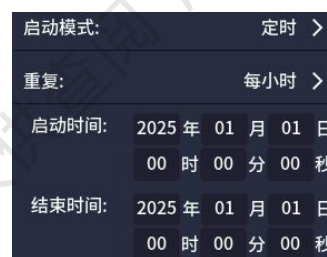 启动模式: 定时 >
重复: 每小时 >
启动时间: 2025 年 01 月 01 日
00 时 00 分 00 秒
结束时间: 2025 年 01 月 01 日
00 时 00 分 00 秒